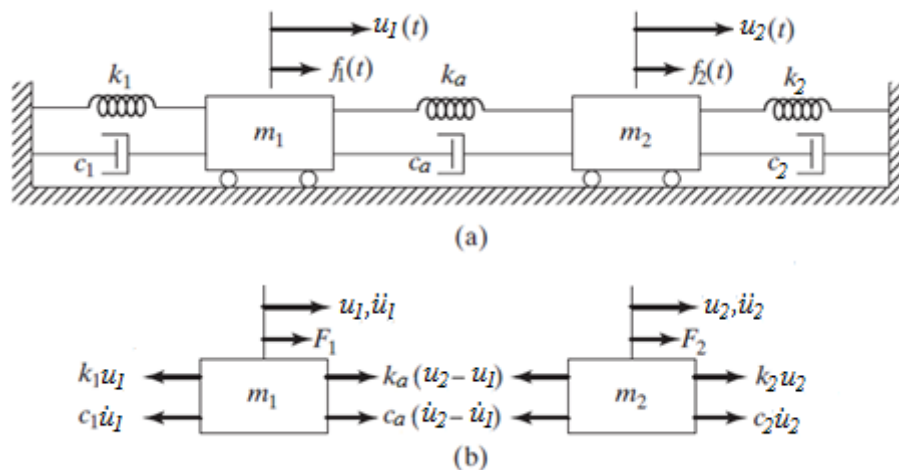 u₁(t) u₂(t)
f₁(t) f₂(t)
k₁ kₐ k₂
m₁ m₂
c₁ cₐ c₂
(a)
u₁,ü₁ u₂,ü₂
F₁ F₂
k₁u₁ m₁ kₐ(u₂ − u₁) m₂ k₂u₂
c₁u̇₁ cₐ(u̇₂ − u̇₁) c₂u̇₂
(b)